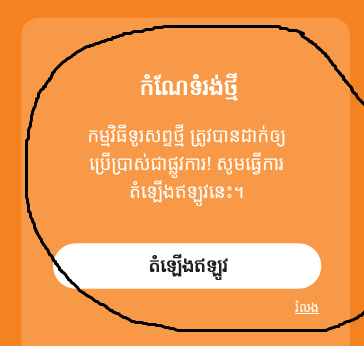 កំណែទំរង់ថ្មី
កម្មវិធីទូរសព្ទថ្មី ត្រូវបានដាក់ឲ្យ
ប្រើប្រាស់ជាផ្លូវការ! សូមធ្វើការ
តំឡើងឥឡូវនេះ។
តំឡើងឥឡូវ
រំលង